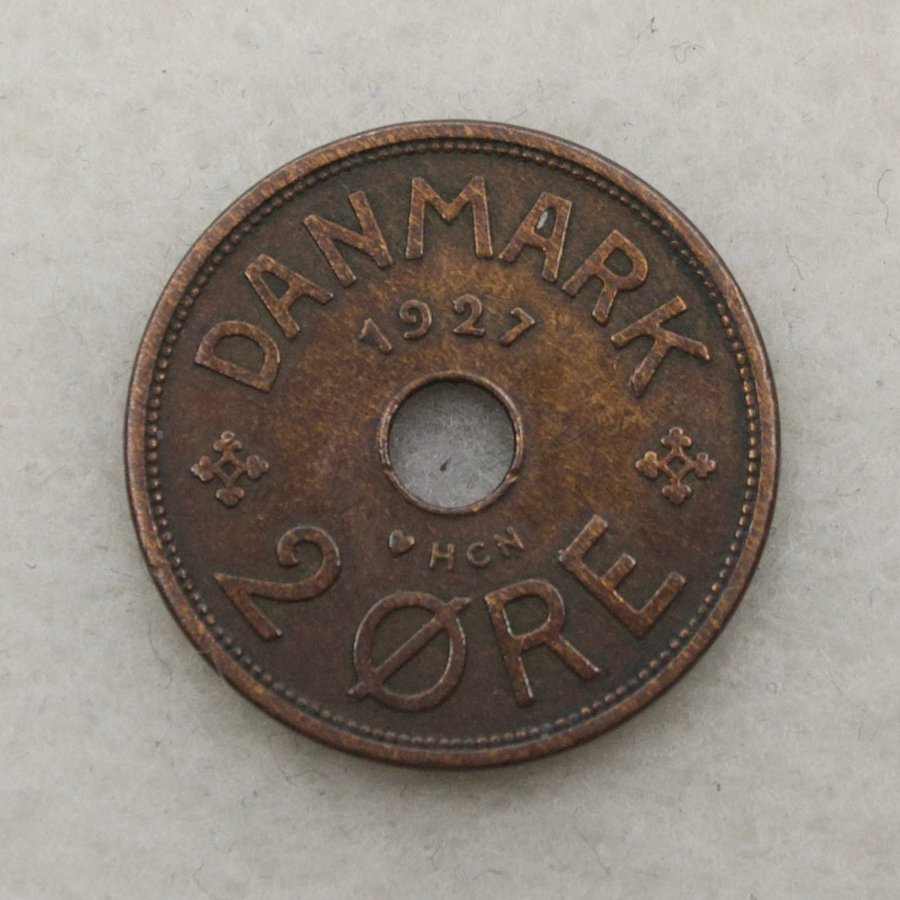 DANMARK
1927
♥ HCN
2 ØRE